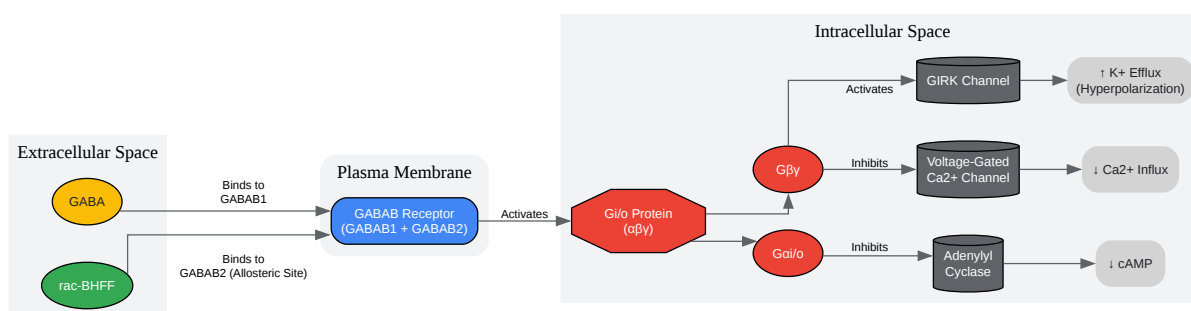 Extracellular Space
GABA
rac-BHFF
Binds to
GABAB1
Binds to
GABAB2 (Allosteric Site)
Plasma Membrane
GABAB Receptor
(GABAB1 + GABAB2)
Activates
Intracellular Space
Gi/o Protein
(αβγ)
Gβγ
Gαi/o
Activates
GIRK Channel
↑ K+ Efflux
(Hyperpolarization)
Inhibits
Voltage-Gated
Ca2+ Channel
↓ Ca2+ Influx
Inhibits
Adenylyl
Cyclase
↓ cAMP